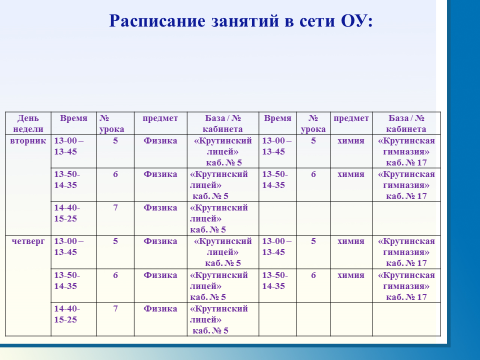 Расписание занятий в сети ОУ:
День недели Время № урока предмет База / № кабинета Время № урока предмет База / № кабинета
вторник 13-00 – 13-45 5 Физика «Крутинский лицей» каб. № 5 13-00 – 13-45 5 химия «Крутинская гимназия» каб. № 17
13-50- 14-35 6 Физика «Крутинский лицей» каб. № 5 13-50- 14-35 6 химия «Крутинская гимназия» каб. № 17
14-40- 15-25 7 Физика «Крутинский лицей» каб. № 5
четверг 13-00 – 13-45 5 Физика «Крутинский лицей» каб. № 5 13-00 – 13-45 5 химия «Крутинская гимназия» каб. № 17
13-50- 14-35 6 Физика «Крутинский лицей» каб. № 5 13-50- 14-35 6 химия «Крутинская гимназия» каб. № 17
14-40- 15-25 7 Физика «Крутинский лицей» каб. № 5